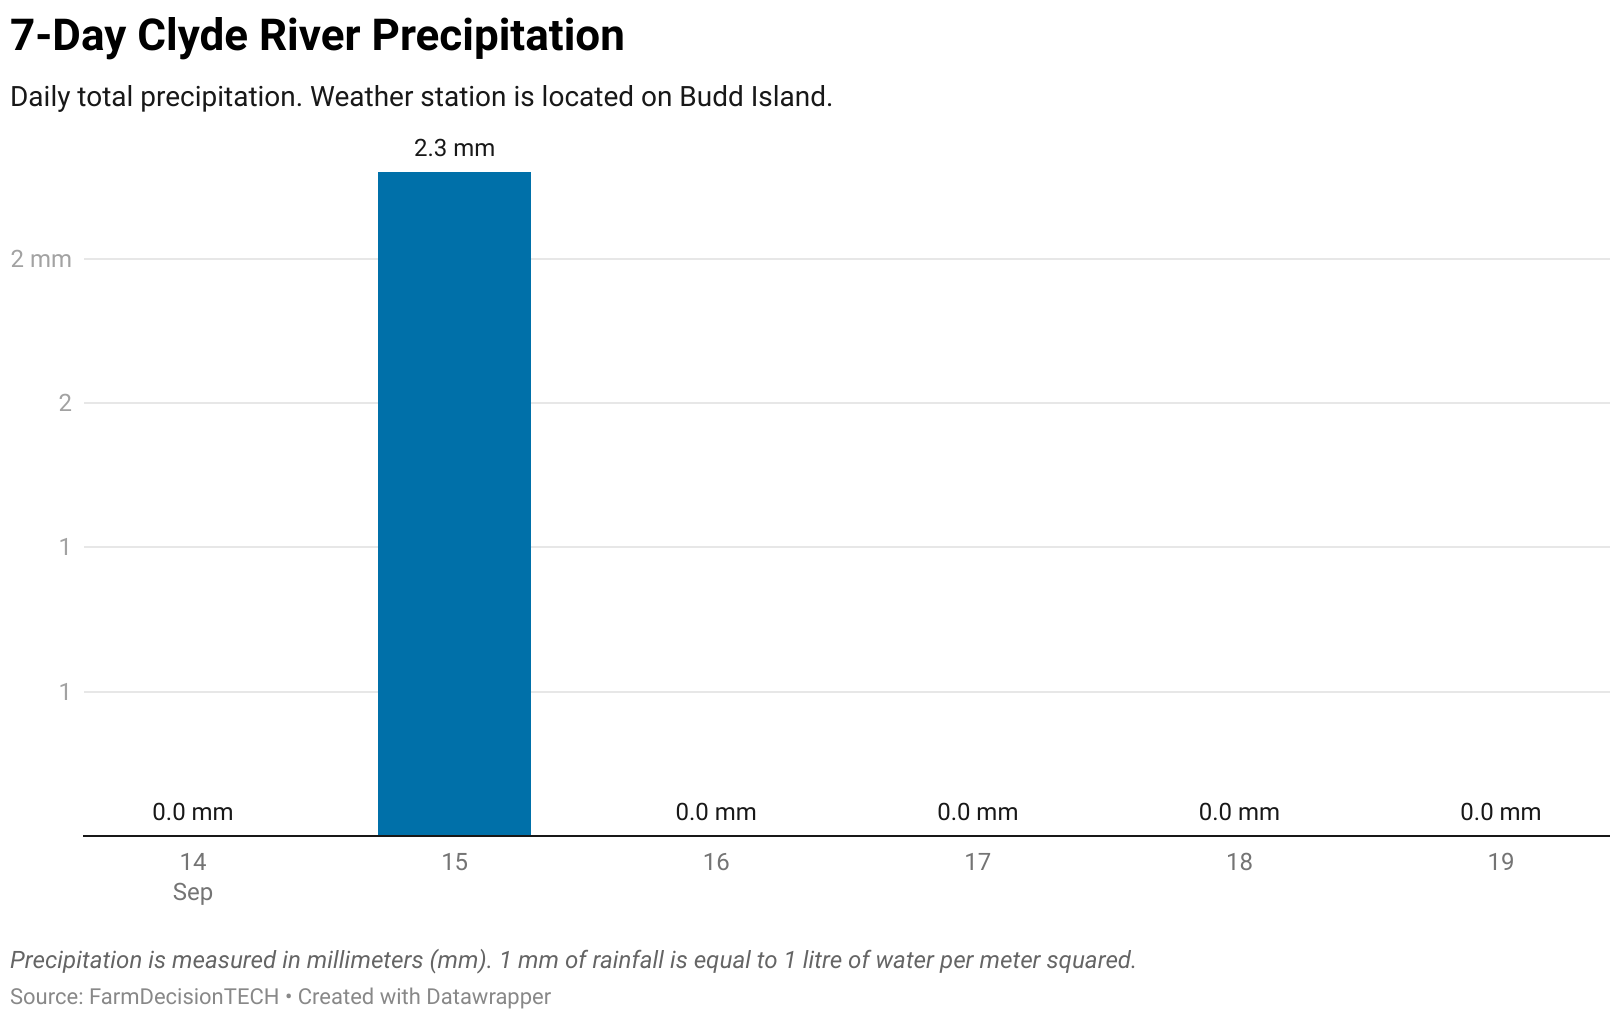 7-Day Clyde River Precipitation
Daily total precipitation. Weather station is located on Budd Island.
2.3 mm
2 mm
2
1
1
0.0 mm 0.0 mm 0.0 mm 0.0 mm 0.0 mm
14 15 16 17 18 19
Sep
Precipitation is measured in millimeters (mm). 1 mm of rainfall is equal to 1 litre of water per meter squared.
Source: FarmDecisionTECH • Created with Datawrapper